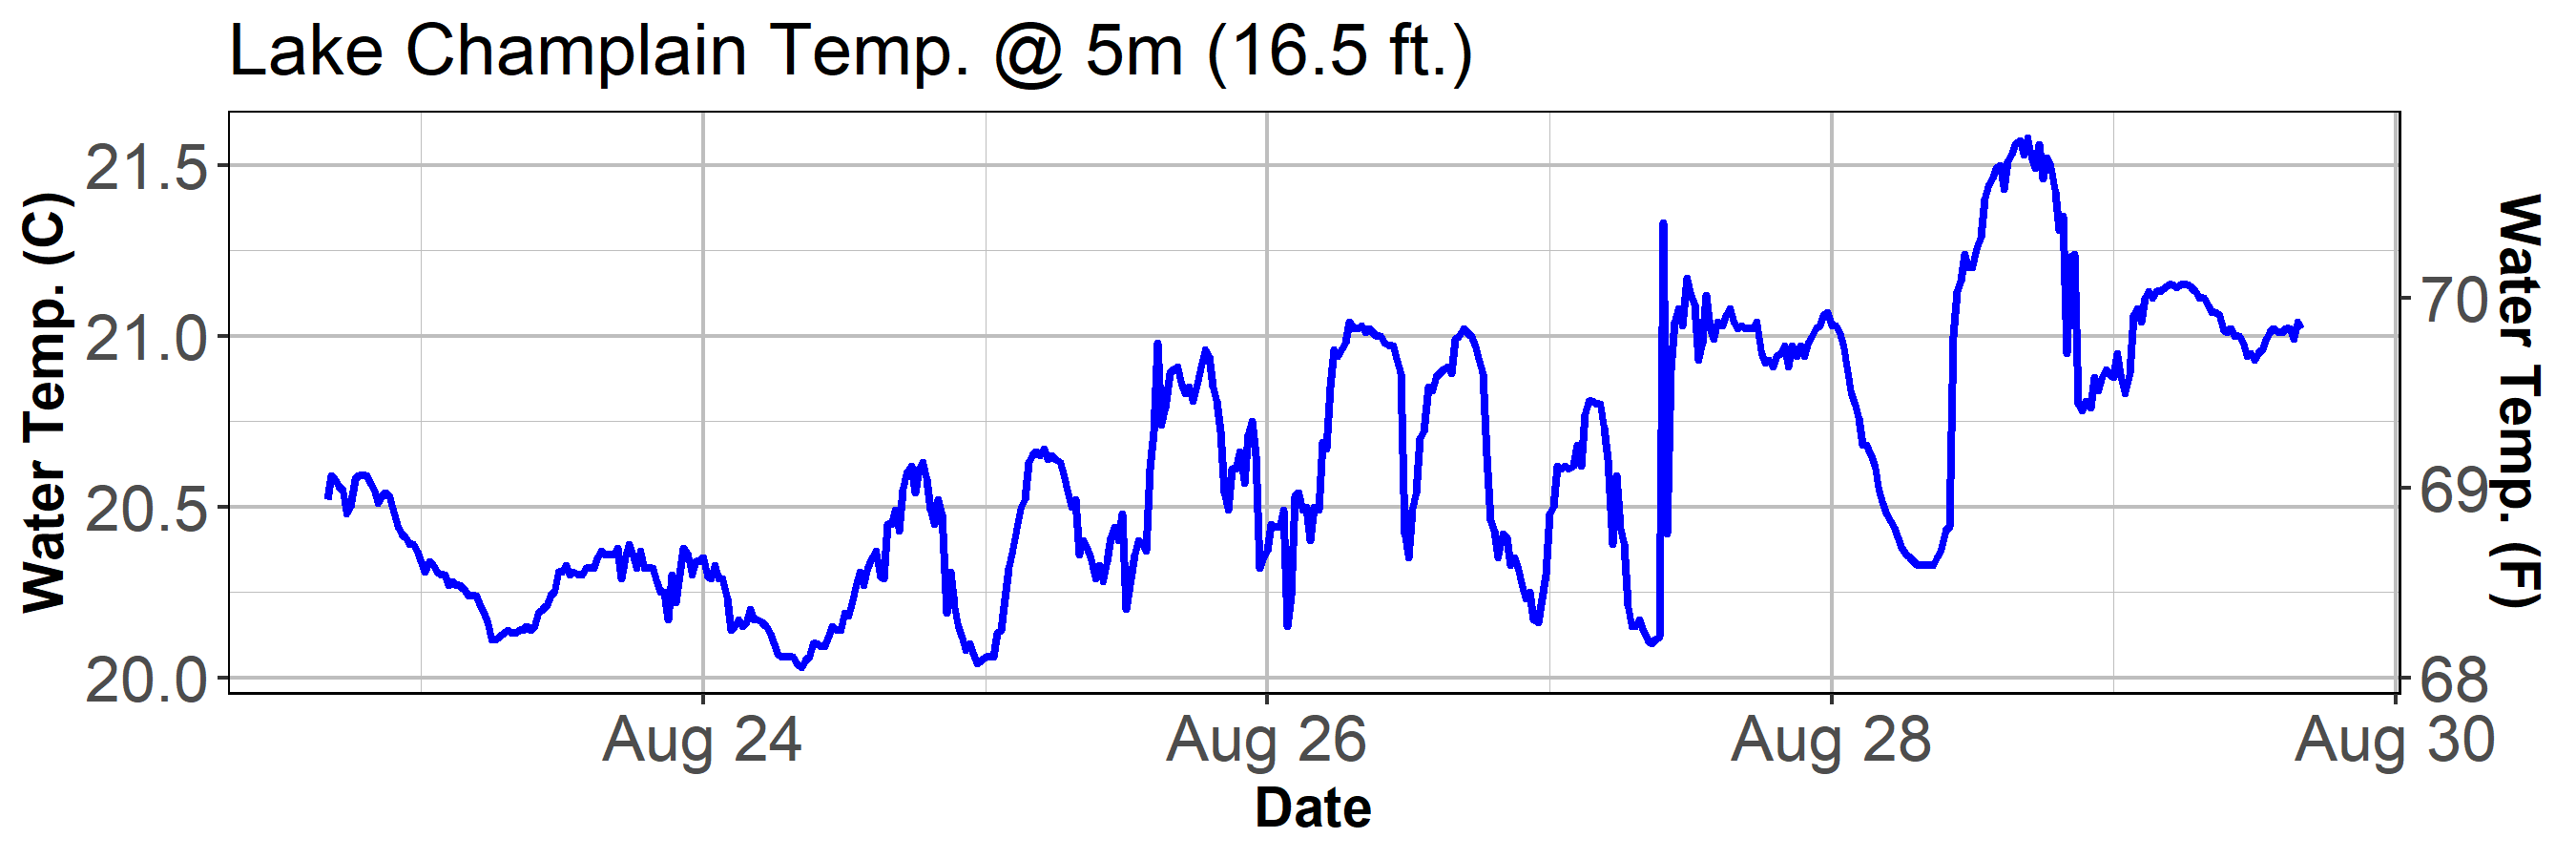 Lake Champlain Temp. @ 5m (16.5 ft.)
Water Temp. (C)
21.5
21.0
20.5
20.0
70
69
68
Water Temp. (F)
Aug 24
Aug 26
Aug 28
Aug 30
Date